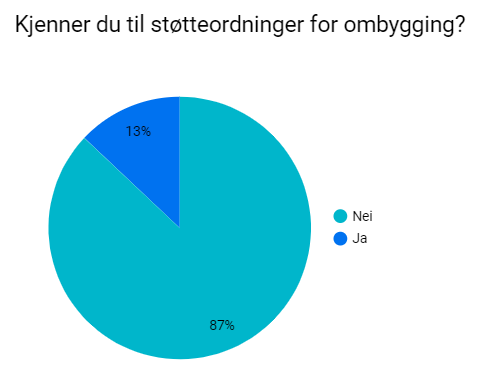 Kjenner du til støtteordninger for ombygging?
13%
Nei
Ja
87%